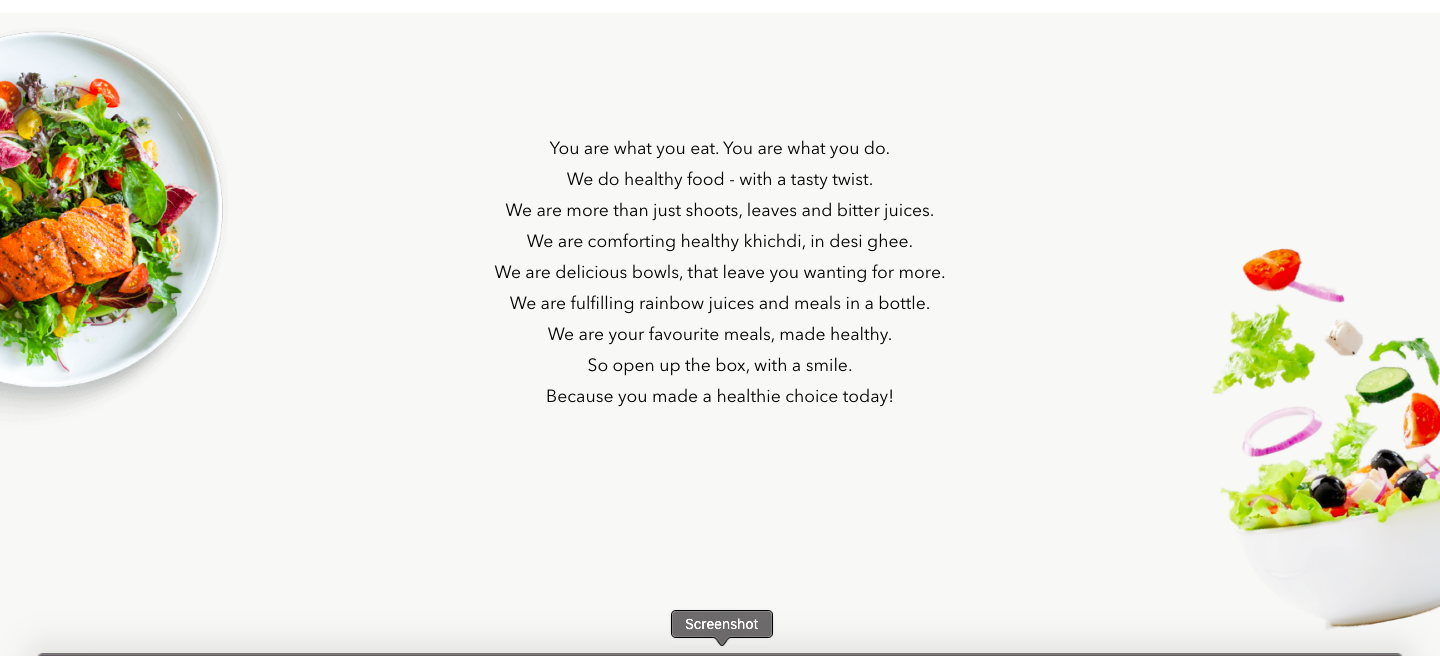 You are what you eat. You are what you do.
We do healthy food - with a tasty twist.
We are more than just shoots, leaves and bitter juices.
We are comforting healthy khichdi, in desi ghee.
We are delicious bowls, that leave you wanting for more.
We are fulfilling rainbow juices and meals in a bottle.
We are your favourite meals, made healthy.
So open up the box, with a smile.
Because you made a healthie choice today!
Screenshot